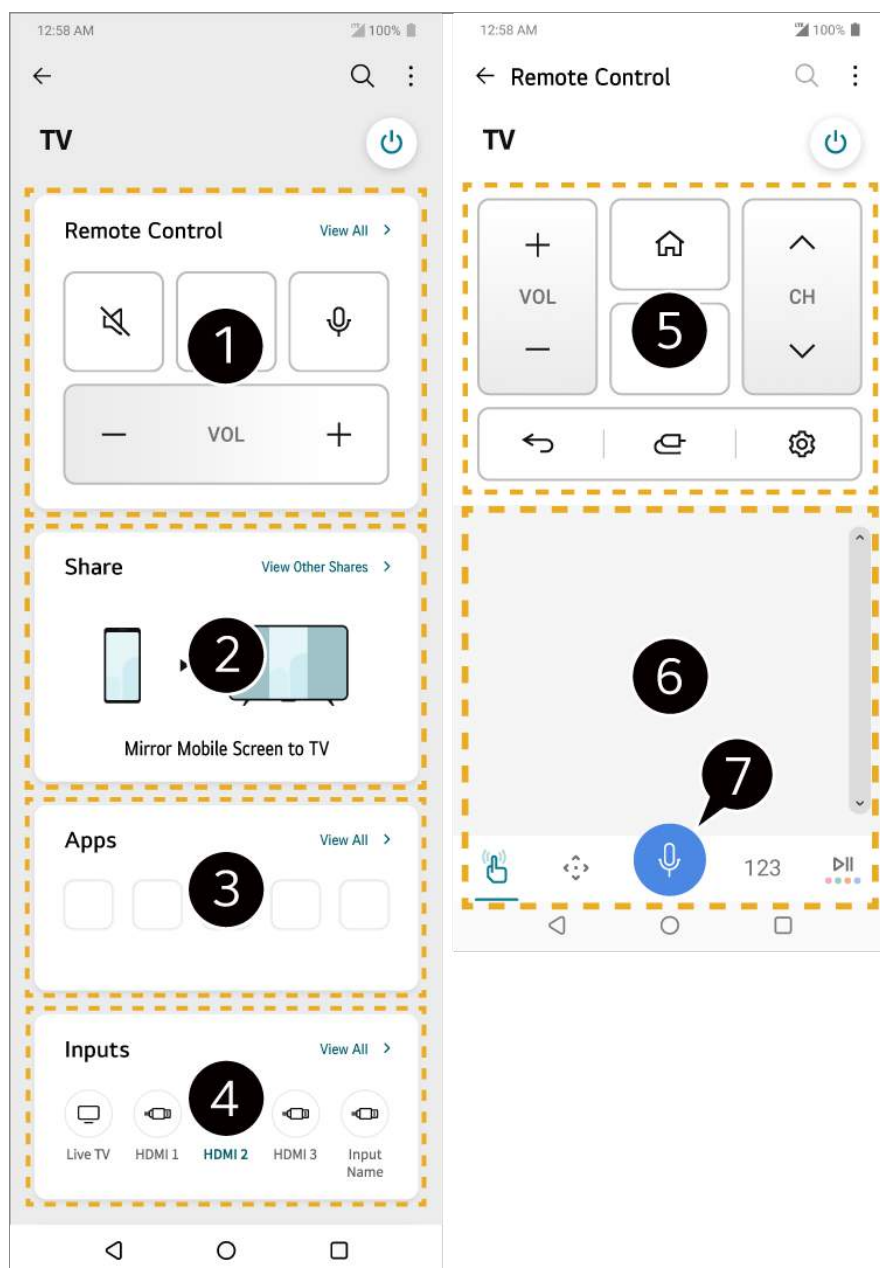 12:58 AM LTE 100%
TV
Remote Control View All >
1
— VOL +
Share View Other Shares >
2
Mirror Mobile Screen to TV
Apps View All >
3
Inputs View All >
4
Live TV HDMI 1 HDMI 2 HDMI 3 Input Name
12:58 AM LTE 100%
← Remote Control
TV
+
VOL CH
—
5
6
7
123